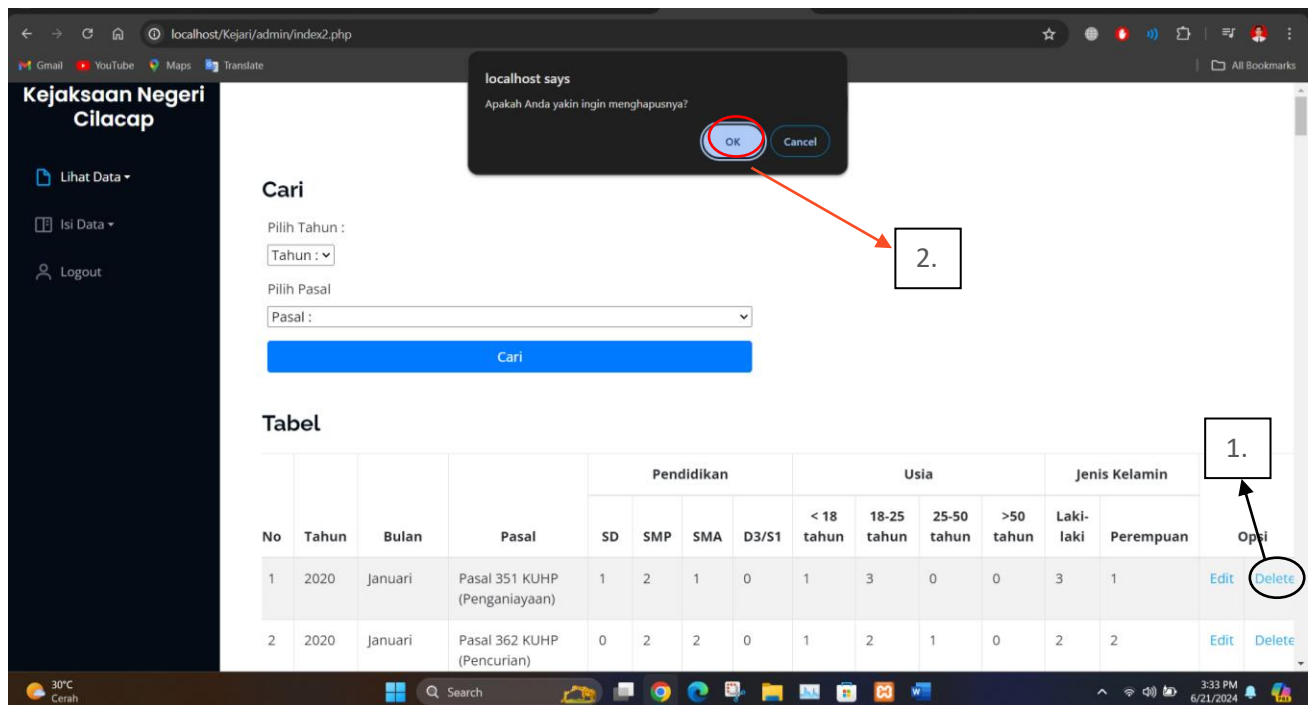 localhost/Kejari/admin/index2.php
Gmail YouTube Maps Translate All Bookmarks
localhost says
Apakah Anda yakin ingin menghapusnya?
OK Cancel
Kejaksaan Negeri
Cilacap
Lihat Data
Isi Data
Logout
Cari
Pilih Tahun :
Tahun :
Pilih Pasal
Pasal :
Cari
2.
Tabel
1.
Pendidikan Usia Jenis Kelamin
No Tahun Bulan Pasal SD SMP SMA D3/S1 < 18 tahun 18-25 tahun 25-50 tahun >50 tahun Laki-laki Perempuan Opsi
1 2020 Januari Pasal 351 KUHP 1 2 1 0 1 3 0 0 3 1 Edit Delete
(Penganiayaan)
2 2020 Januari Pasal 362 KUHP 0 2 2 0 1 2 1 0 2 2 Edit Delete
(Pencurian)
30°C
Cerah
Search
3:33 PM
6/21/2024